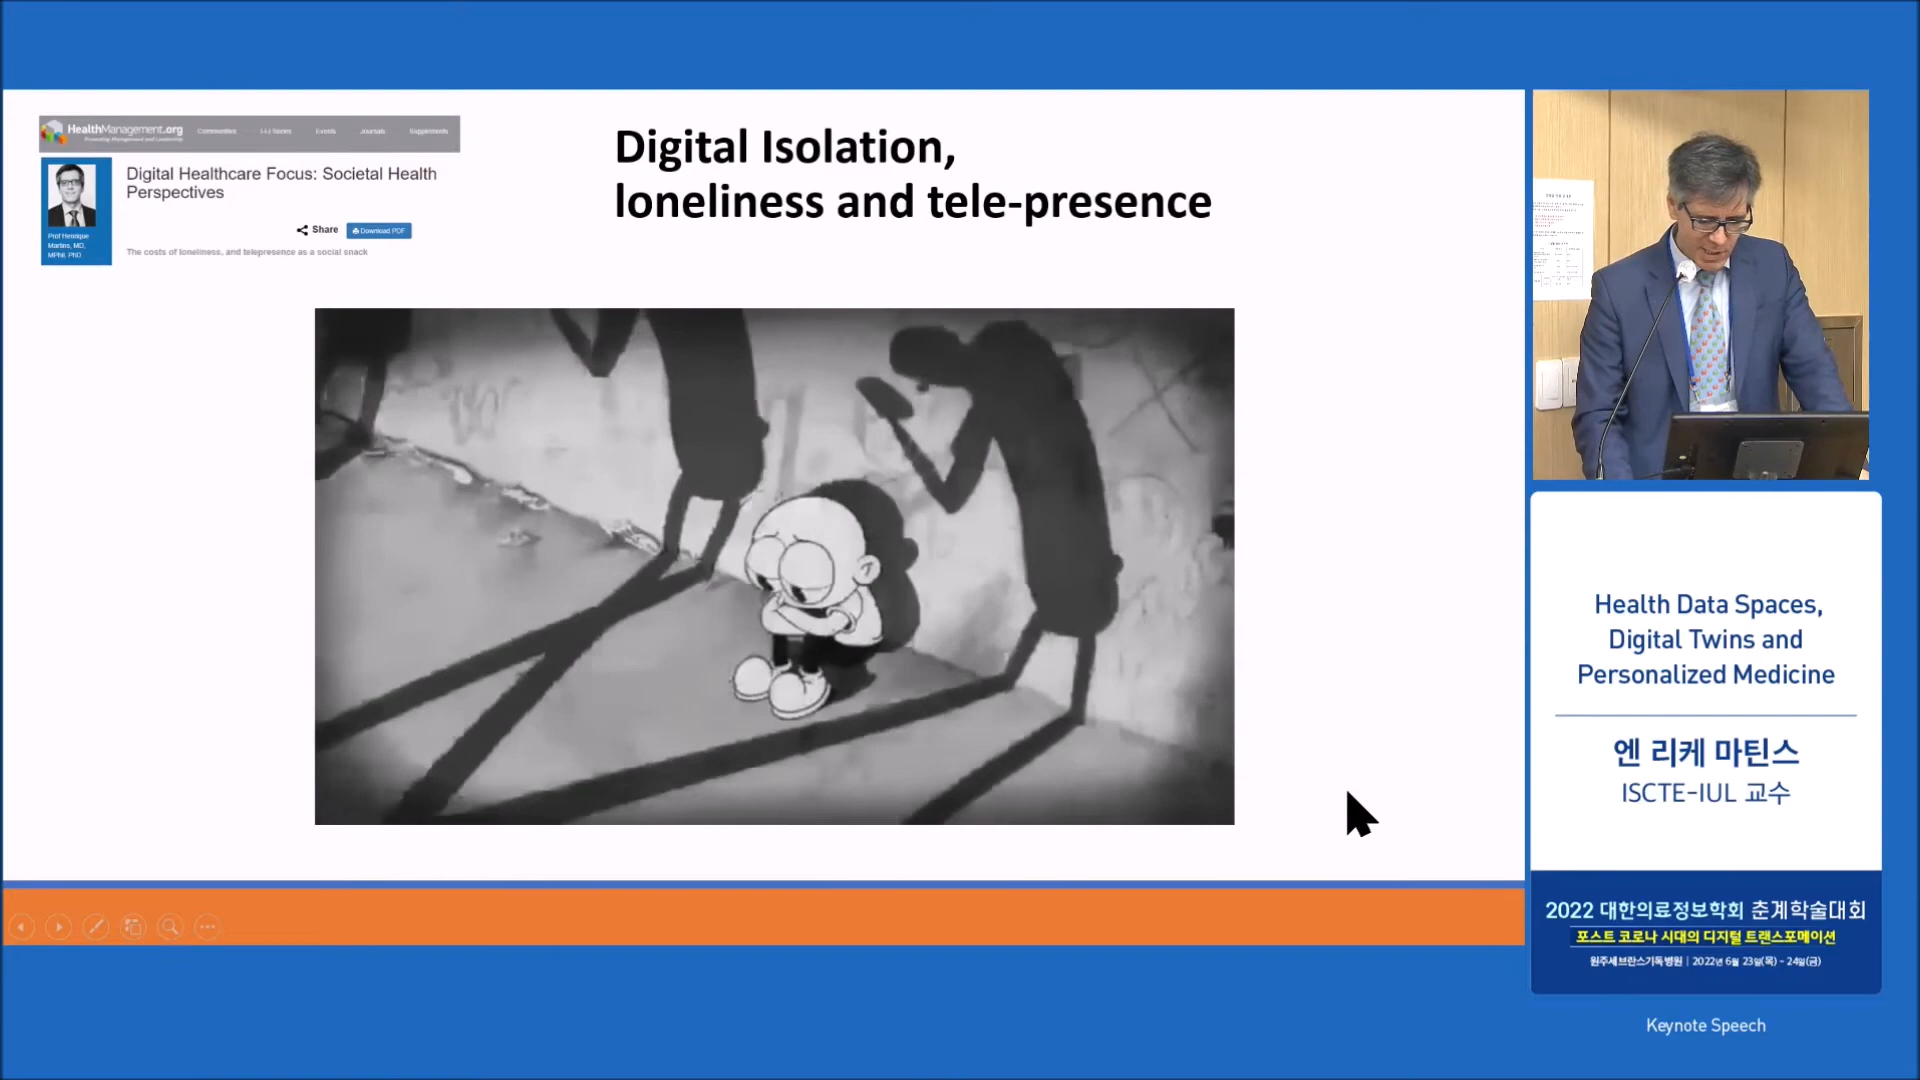 HealthManagement.org
Promoting Management and Leadership
Communities
I-I-I Stories
Events
Journals
Supplements
Prof Henrique
Martins, MD,
MPhil, PhD
Digital Healthcare Focus: Societal Health
Perspectives
Share
Download PDF
The costs of loneliness, and telepresence as a social snack
Digital Isolation,
loneliness and tele-presence
Health Data Spaces,
Digital Twins and
Personalized Medicine
엔 리케 마틴스
ISCTE-IUL 교수
2022 대한의료정보학회 춘계학술대회
포스트 코로나 시대의 디지털 트랜스포메이션
원주세브란스기독병원 | 2022년 6월 23일(목) - 24일(금)
Keynote Speech